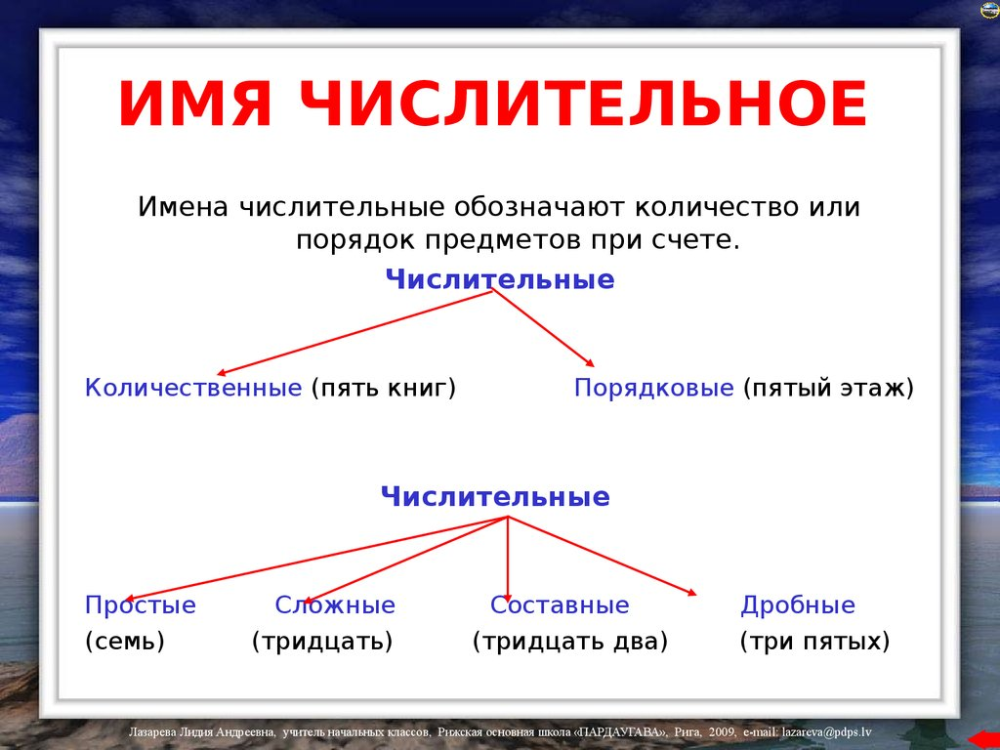 ИМЯ ЧИСЛИТЕЛЬНОЕ
Имена числительные обозначают количество или
порядок предметов при счете.
Числительные
Количественные (пять книг) Порядковые (пятый этаж)
Числительные
Простые Сложные Составные Дробные
(семь) (тридцать) (тридцать два) (три пятых)
Лазарева Лидия Андреевна, учитель начальных классов, Рижская основная школа «ПАРДАУГАВА», Рига, 2009, e-mail: lazareva@pdps.lv